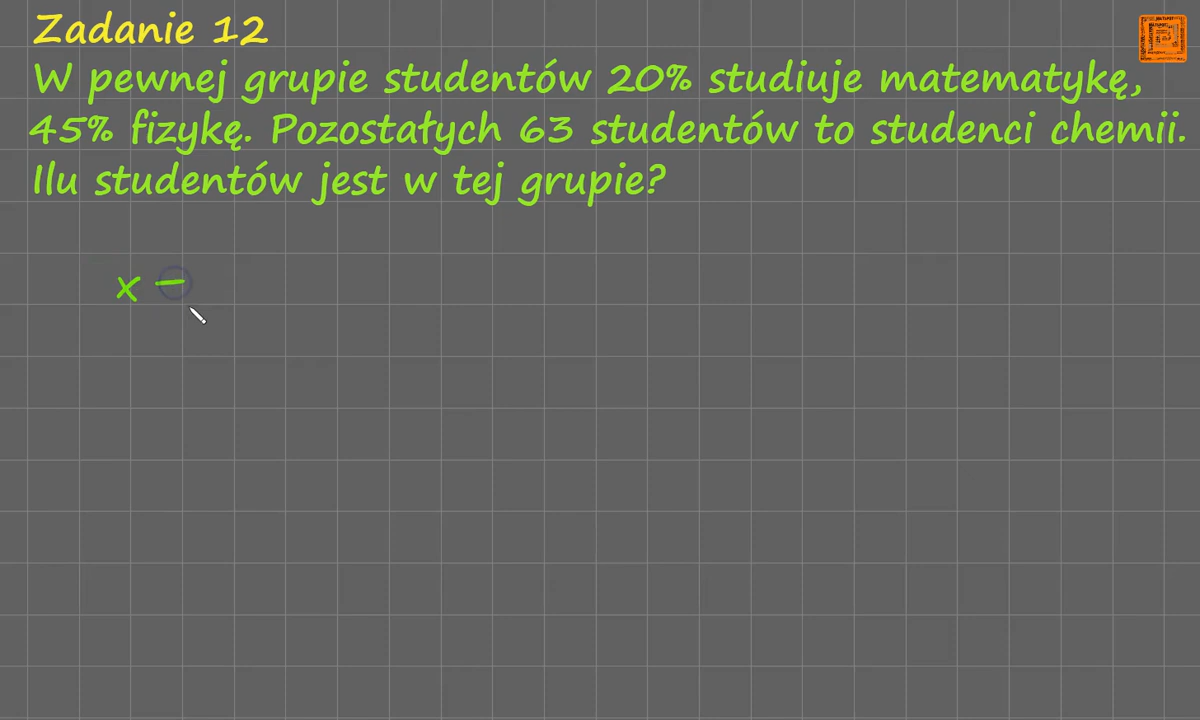 Zadanie 12
W pewnej grupie studentów 20% studiuje matematykę,
45% fizykę. Pozostałych 63 studentów to studenci chemii.
Ilu studentów jest w tej grupie?
x –